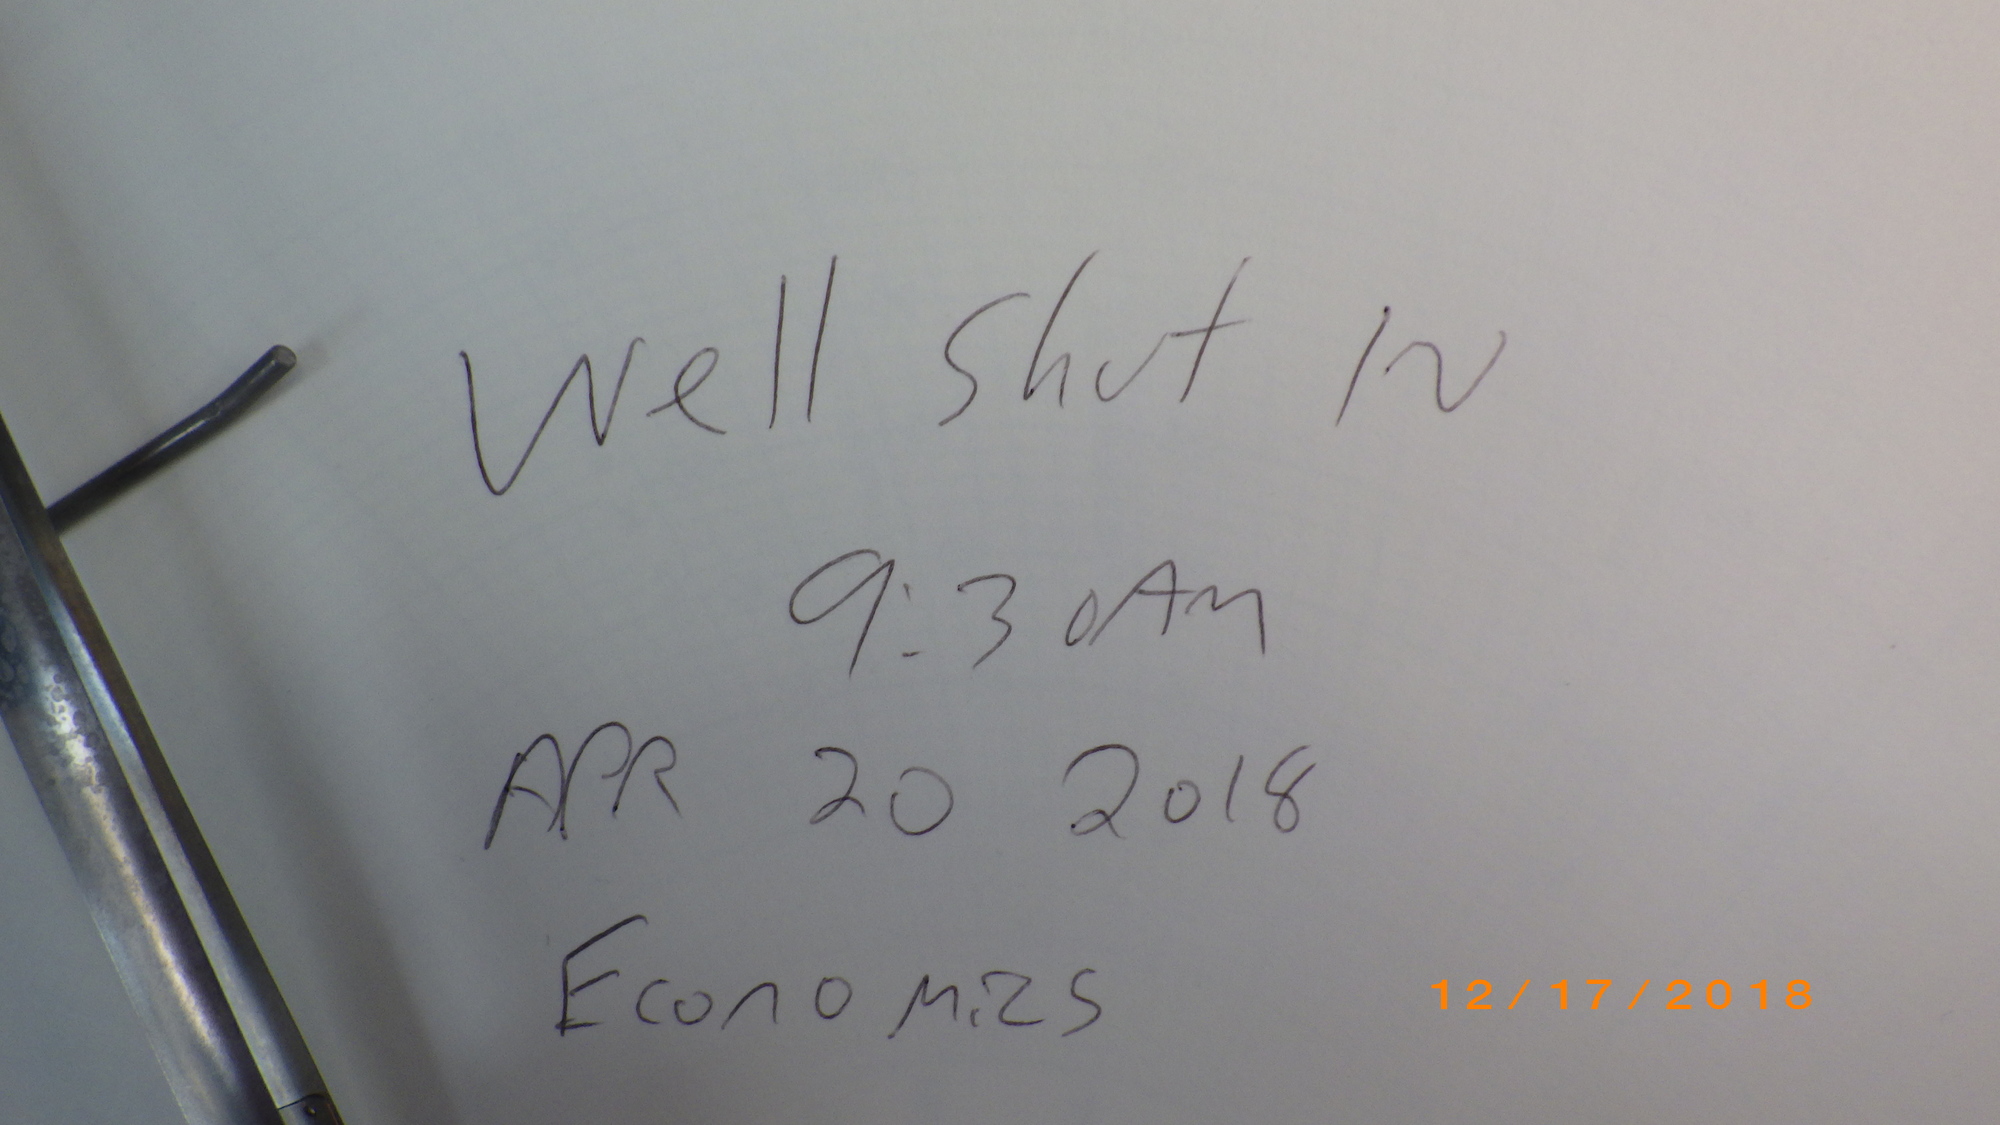 Well Shut IN
9:30AM
APR 20 2018
Economizs
12/17/2018